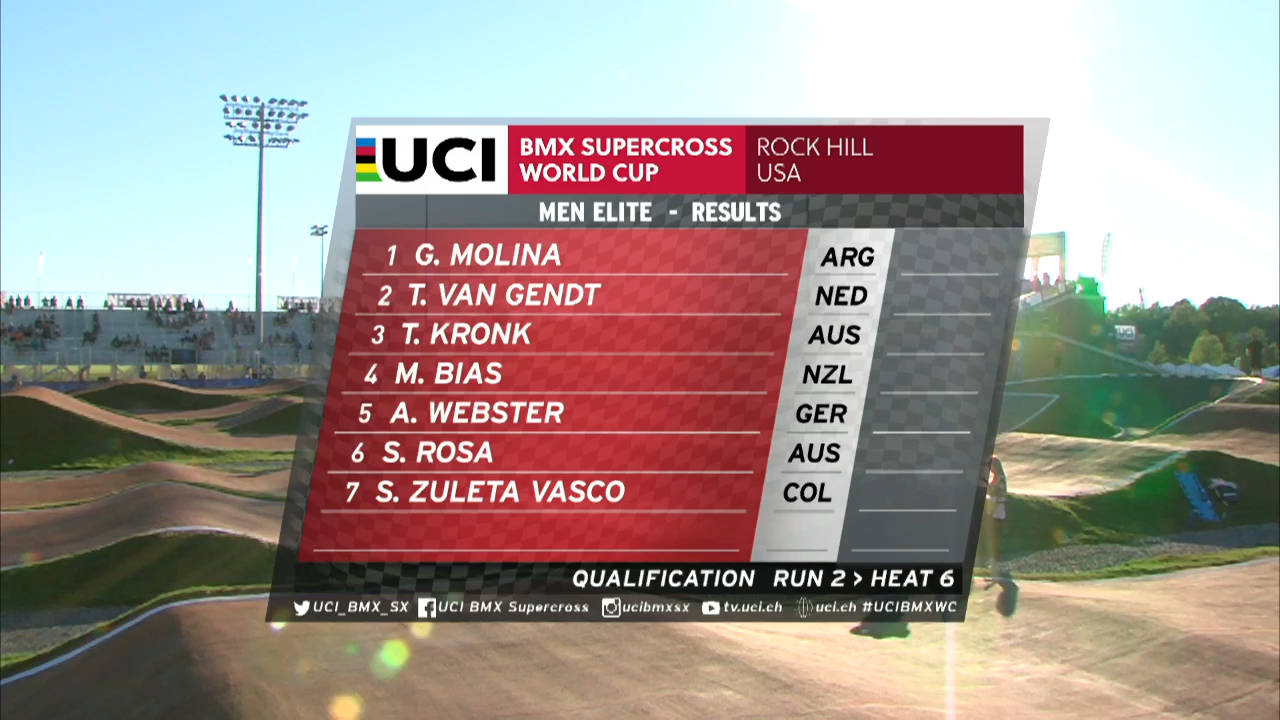 UCI BMX SUPERCROSS WORLD CUP
ROCK HILL USA
MEN ELITE - RESULTS
1 G. MOLINA ARG
2 T. VAN GENDT NED
3 T. KRONK AUS
4 M. BIAS NZL
5 A. WEBSTER GER
6 S. ROSA AUS
7 S. ZULETA VASCO COL
QUALIFICATION RUN 2 > HEAT 6
UCI_BMX_SX UCI BMX Supercross ucibmxsx tv.uci.ch uci.ch #UCIBMXWC
UCI